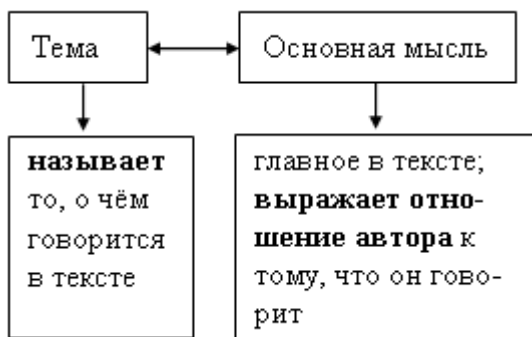 Тема
Основная мысль
называет
то, о чём
говорится
в тексте
главное в тексте;
выражает отно-
шение автора к
тому, что он гово-
рит